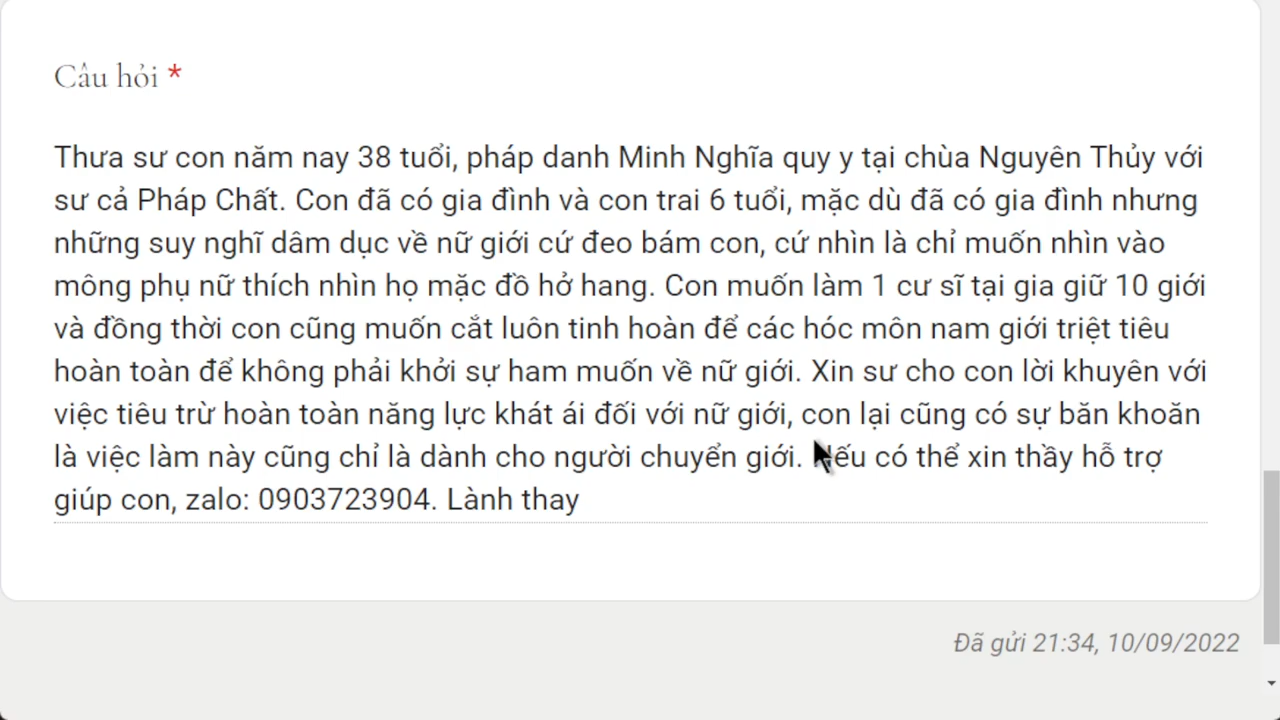 Câu hỏi *
Thưa sư con năm nay 38 tuổi, pháp danh Minh Nghĩa quy y tại chùa Nguyên Thủy với
sư cả Pháp Chất. Con đã có gia đình và con trai 6 tuổi, mặc dù đã có gia đình nhưng
những suy nghĩ dâm dục về nữ giới cứ đeo bám con, cứ nhìn là chỉ muốn nhìn vào
mông phụ nữ thích nhìn họ mặc đồ hở hang. Con muốn làm 1 cư sĩ tại gia giữ 10 giới
và đồng thời con cũng muốn cắt luôn tinh hoàn để các hóc môn nam giới triệt tiêu
hoàn toàn để không phải khởi sự ham muốn về nữ giới. Xin sư cho con lời khuyên với
việc tiêu trừ hoàn toàn năng lực khát ái đối với nữ giới, con lại cũng có sự băn khoăn
là việc làm này cũng chỉ là dành cho người chuyển giới. Nếu có thể xin thầy hỗ trợ
giúp con, zalo: 0903723904. Lành thay
Đã gửi 21:34, 10/09/2022